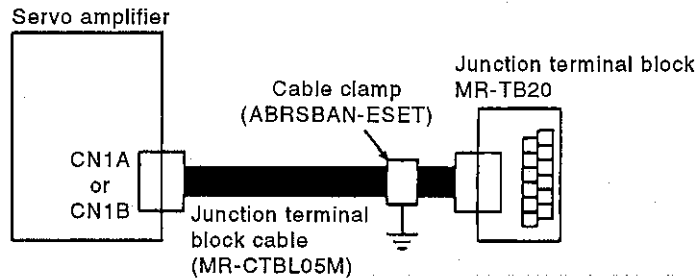 Servo amplifier
Junction terminal block
MR-TB20
Cable clamp
(ABRSBAN-ESET)
CN1A
or
CN1B
Junction terminal
block cable
(MR-CTBL05M)